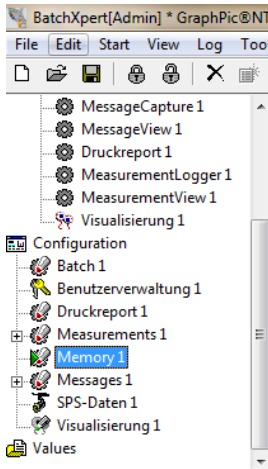 BatchXpert[Admin] * GraphPic®NT
File Edit Start View Log Too
MessageCapture 1
MessageView 1
Druckreport 1
MeasurementLogger 1
MeasurementView 1
Visualisierung 1
Configuration
Batch 1
Benutzerverwaltung 1
Druckreport 1
Measurements 1
Memory 1
Messages 1
SPS-Daten 1
Visualisierung 1
Values